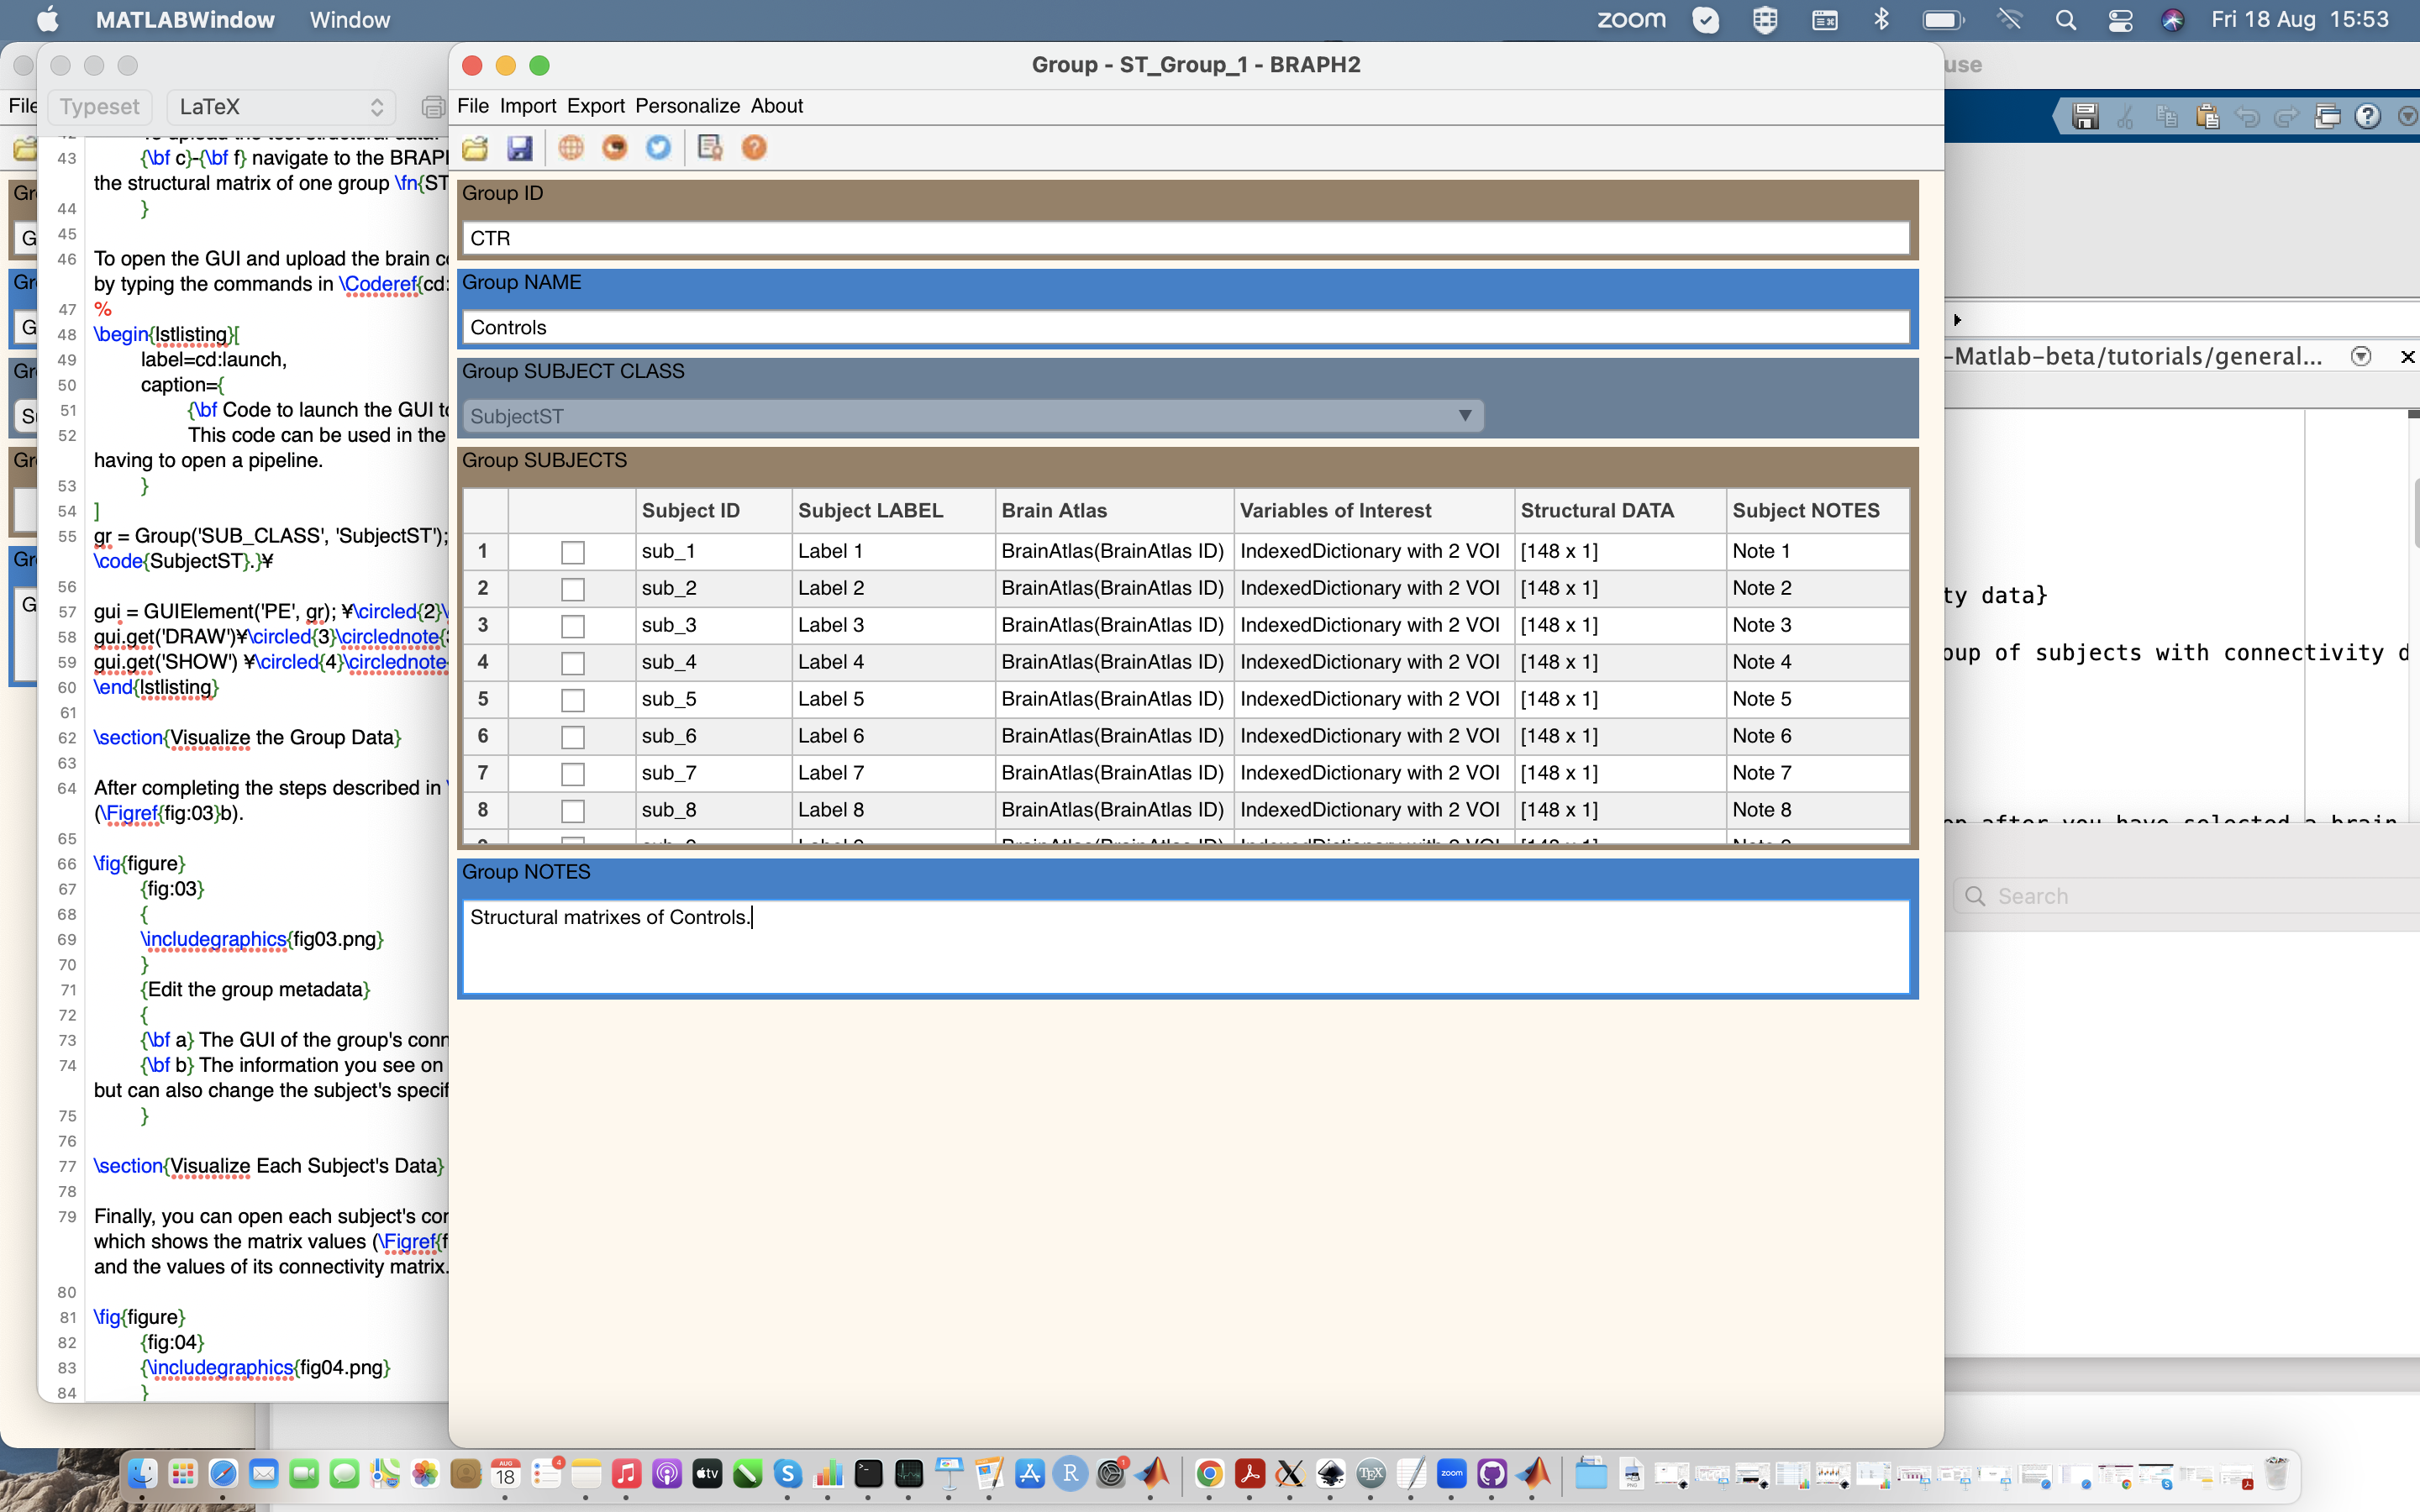 MATLABWindow Window
zoom Fri 18 Aug 15:53
Group - ST_Group_1 - BRAPH2
use
Typeset LaTeX
File
File Import Export Personalize About
43 {\bf c}-{\bf f} navigate to the BRAPH
the structural matrix of one group \fn{ST
44 }
45
46 To open the GUI and upload the brain c
by typing the commands in \Coderef{cd:
47 %
48 \begin{lstlisting}[
49 label=cd:launch,
50 caption={
51 {\bf Code to launch the GUI to
52 This code can be used in the
having to open a pipeline.
53 }
54 ]
55 gr = Group('SUB_CLASS', 'SubjectST');
\code{SubjectST}.}¥
56
57 gui = GUIElement('PE', gr); ¥\circled{2}\
58 gui.get('DRAW')¥\circled{3}\circlednote{3
59 gui.get('SHOW') ¥\circled{4}\circlednote
60 \end{lstlisting}
61
62 \section{Visualize the Group Data}
63
64 After completing the steps described in \
(\Figref{fig:03}b).
65
66 \fig{figure}
67 {fig:03}
68 {
69 \includegraphics{fig03.png}
70 }
71 {Edit the group metadata}
72 {
73 {\bf a} The GUI of the group's conn
74 {\bf b} The information you see on
but can also change the subject's specif
75 }
76
77 \section{Visualize Each Subject's Data}
78
79 Finally, you can open each subject's cor
which shows the matrix values (\Figref{f
and the values of its connectivity matrix.
80
81 \fig{figure}
82 {fig:04}
83 {\includegraphics{fig04.png}
84 }
Group ID
CTR
Group NAME
Controls
Group SUBJECT CLASS
SubjectST
Group SUBJECTS
Subject ID Subject LABEL Brain Atlas Variables of Interest Structural DATA Subject NOTES
1 sub_1 Label 1 BrainAtlas(BrainAtlas ID) IndexedDictionary with 2 VOI [148 x 1] Note 1
2 sub_2 Label 2 BrainAtlas(BrainAtlas ID) IndexedDictionary with 2 VOI [148 x 1] Note 2
3 sub_3 Label 3 BrainAtlas(BrainAtlas ID) IndexedDictionary with 2 VOI [148 x 1] Note 3
4 sub_4 Label 4 BrainAtlas(BrainAtlas ID) IndexedDictionary with 2 VOI [148 x 1] Note 4
5 sub_5 Label 5 BrainAtlas(BrainAtlas ID) IndexedDictionary with 2 VOI [148 x 1] Note 5
6 sub_6 Label 6 BrainAtlas(BrainAtlas ID) IndexedDictionary with 2 VOI [148 x 1] Note 6
7 sub_7 Label 7 BrainAtlas(BrainAtlas ID) IndexedDictionary with 2 VOI [148 x 1] Note 7
8 sub_8 Label 8 BrainAtlas(BrainAtlas ID) IndexedDictionary with 2 VOI [148 x 1] Note 8
Group NOTES
Structural matrixes of Controls.
-Matlab-beta/tutorials/general...
ty data}
oup of subjects with connectivity d
Search
AUG
18
4
tv
1
zoom
TEX